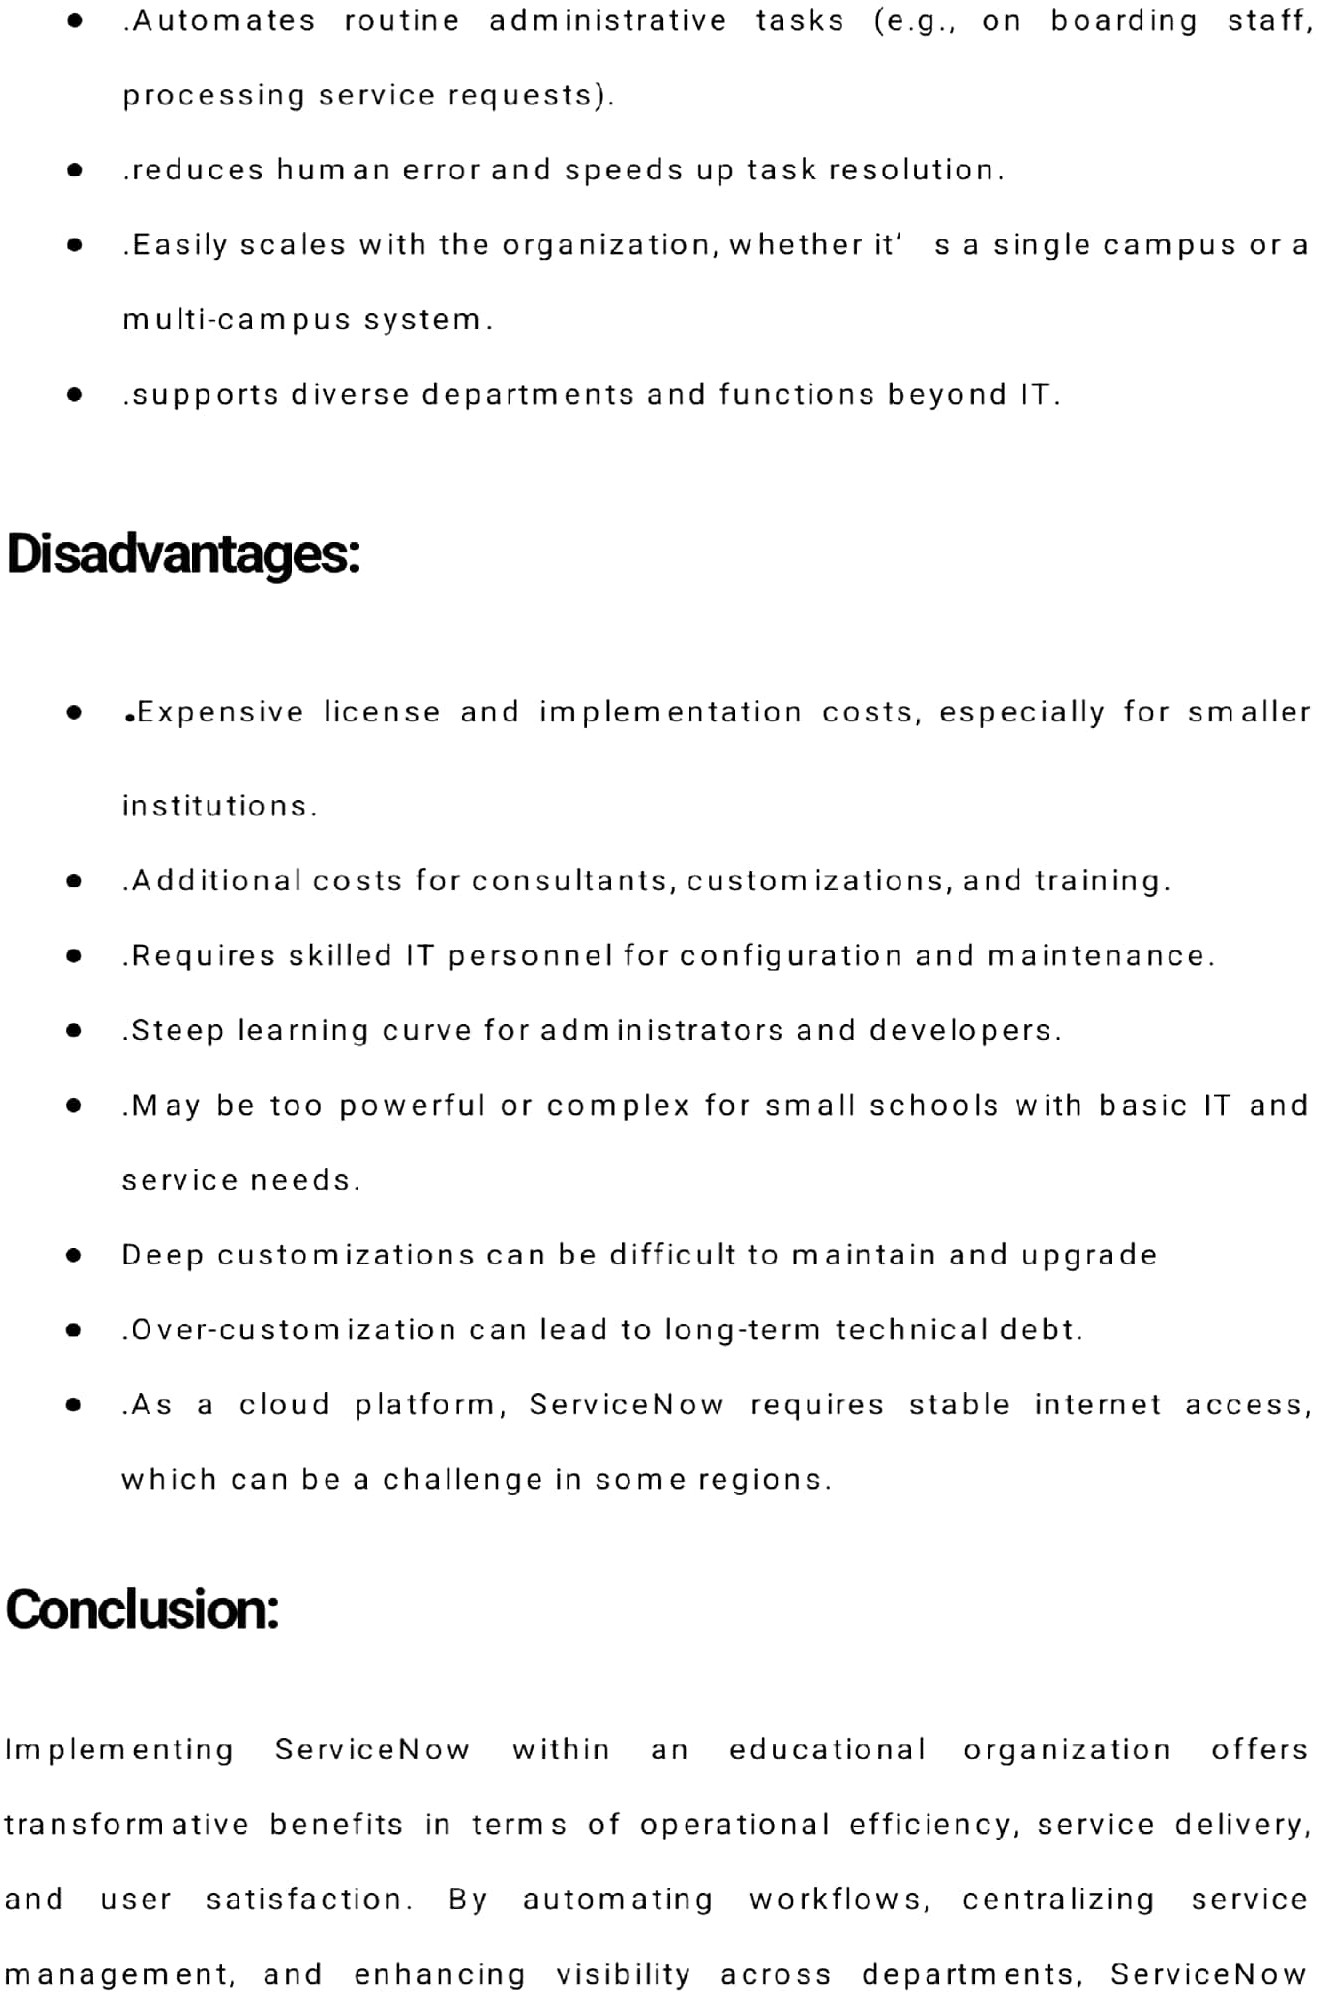 ● .Automates routine administrative tasks (e.g., on boarding staff,
processing service requests).
● .reduces human error and speeds up task resolution.
● .Easily scales with the organization, whether it’ s a single campus or a
multi-campus system.
● .supports diverse departments and functions beyond IT.
Disadvantages:
● .Expensive license and implementation costs, especially for smaller
institutions.
● .Additional costs for consultants, customizations, and training.
● .Requires skilled IT personnel for configuration and maintenance.
● .Steep learning curve for administrators and developers.
● .May be too powerful or complex for small schools with basic IT and
service needs.
● Deep customizations can be difficult to maintain and upgrade
● .Over-customization can lead to long-term technical debt.
● .As a cloud platform, ServiceNow requires stable internet access,
which can be a challenge in some regions.
Conclusion:
Implementing ServiceNow within an educational organization offers
transformative benefits in terms of operational efficiency, service delivery,
and user satisfaction. By automating workflows, centralizing service
management, and enhancing visibility across departments, ServiceNow